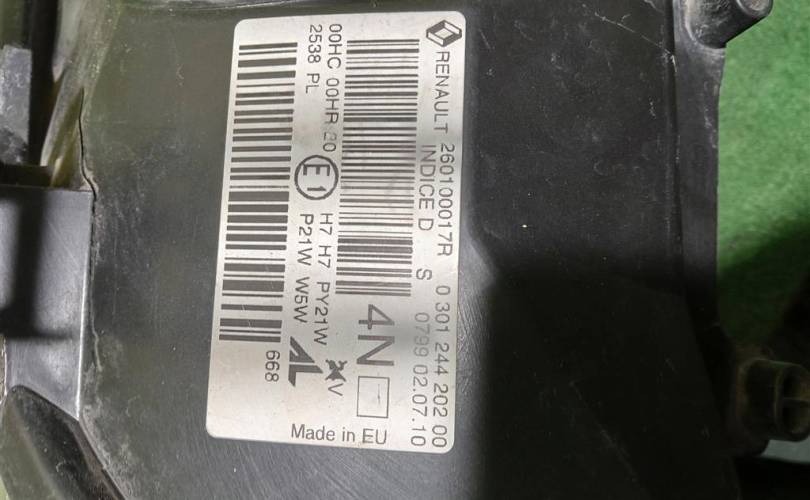 RENAULT 260100017R 0 301 244 202 00
INDICE D S 0799 02.07.10
4N
00HC 00HR 20 E1 H7 H7 PY21W
2538 PL P21W W5W
AL
668
Made in EU